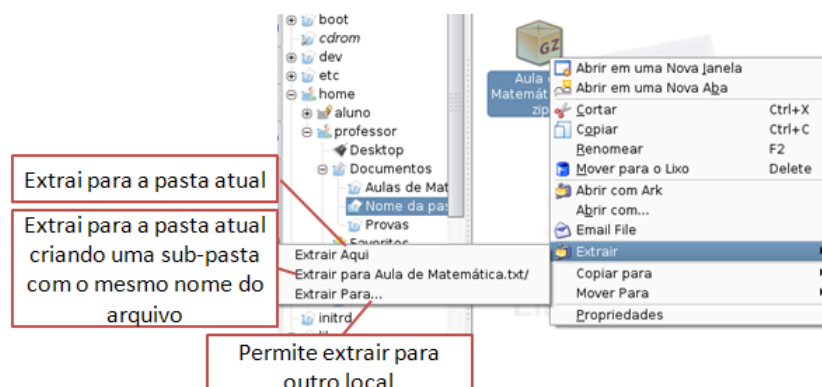 boot
cdrom
dev
etc
home
aluno
professor
Desktop
Documentos
Aulas de Mat
Nome da pas
Provas
Favoritos
initrd
GZ
Aula
Matemát
zip
Abrir em uma Nova Janela
Abrir em uma Nova Aba
Cortar Ctrl+X
Copiar Ctrl+C
Renomear F2
Mover para o Lixo Delete
Abrir com Ark
Abrir com...
Email File
Extrair
Copiar para
Mover Para
Propriedades
Extrair Aqui
Extrair para Aula de Matemática.txt/
Extrair Para...
Extrai para a pasta atual
Extrai para a pasta atual
criando uma sub-pasta
com o mesmo nome do
arquivo
Permite extrair para
outro local